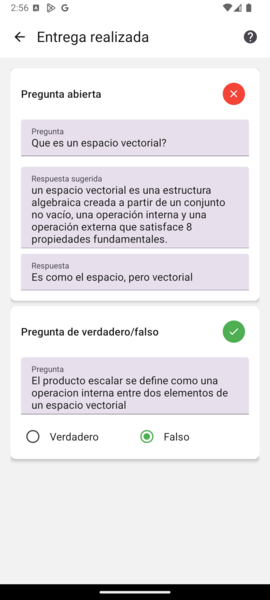 2:56
Entrega realizada
Pregunta abierta
Pregunta
Que es un espacio vectorial?
Respuesta sugerida
un espacio vectorial es una estructura
algebraica creada a partir de un conjunto
no vacío, una operación interna y una
operación externa que satisface 8
propiedades fundamentales.
Respuesta
Es como el espacio, pero vectorial
Pregunta de verdadero/falso
Pregunta
El producto escalar se define como una
operacion interna entre dos elementos de
un espacio vectorial
Verdadero
Falso